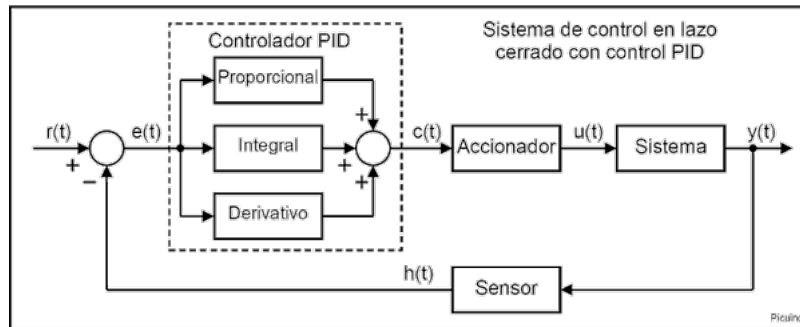 Controlador PID
Sistema de control en lazo
cerrado con control PID
Proporcional
r(t)
e(t)
Integral
c(t)
Accionador
u(t)
Sistema
y(t)
+
−
+
+
+
Derivativo
h(t)
Sensor